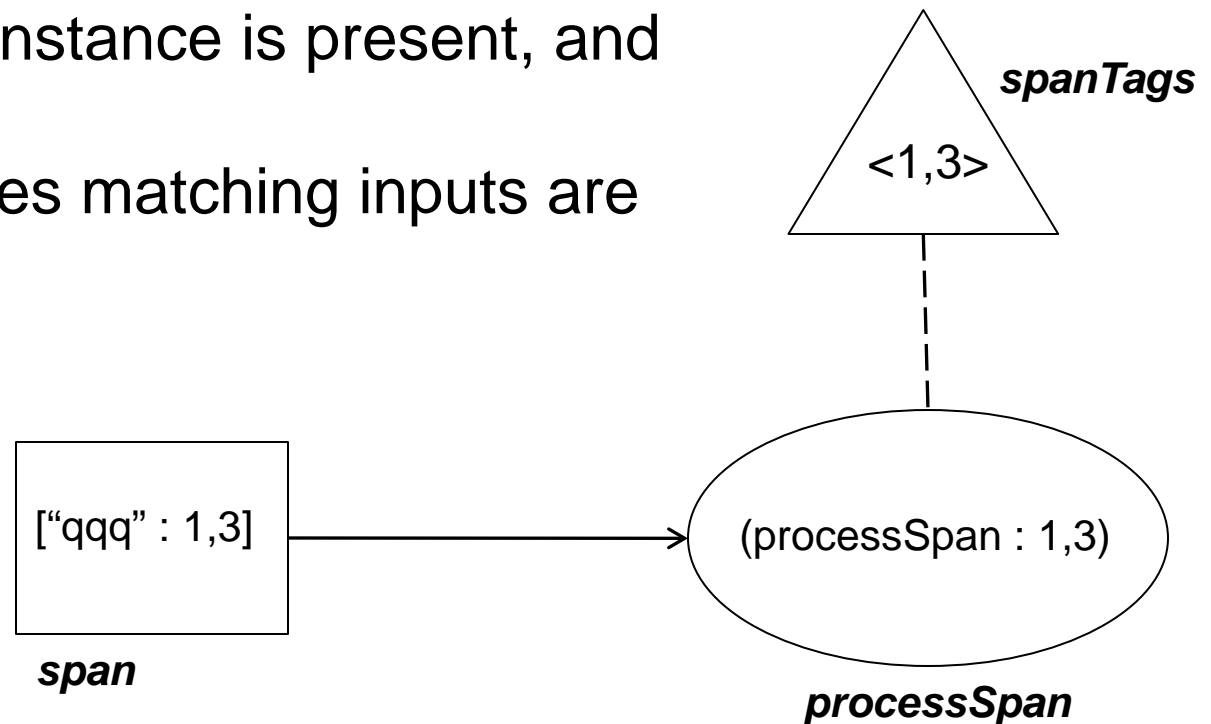 nstance is present, and
spanTags
<1,3>
es matching inputs are
[“qqq” : 1,3]
(processSpan : 1,3)
span
processSpan